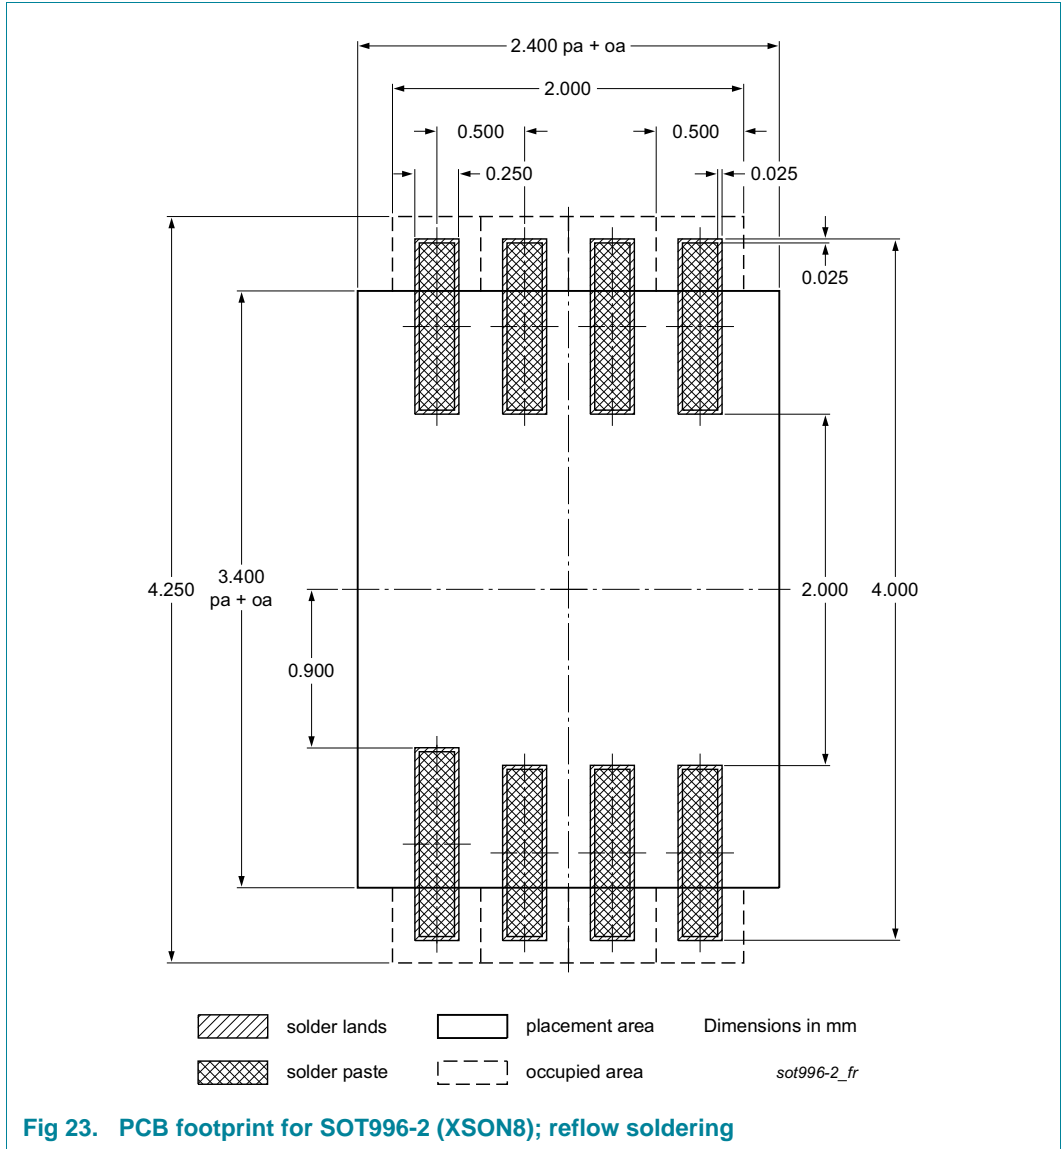 2.400 pa + oa
2.000
0.500
0.500
0.250
0.025
0.025
4.250
3.400
pa + oa
2.000
4.000
0.900
solder lands
placement area
Dimensions in mm
solder paste
occupied area
sot996-2_fr
Fig 23. PCB footprint for SOT996-2 (XSON8); reflow soldering